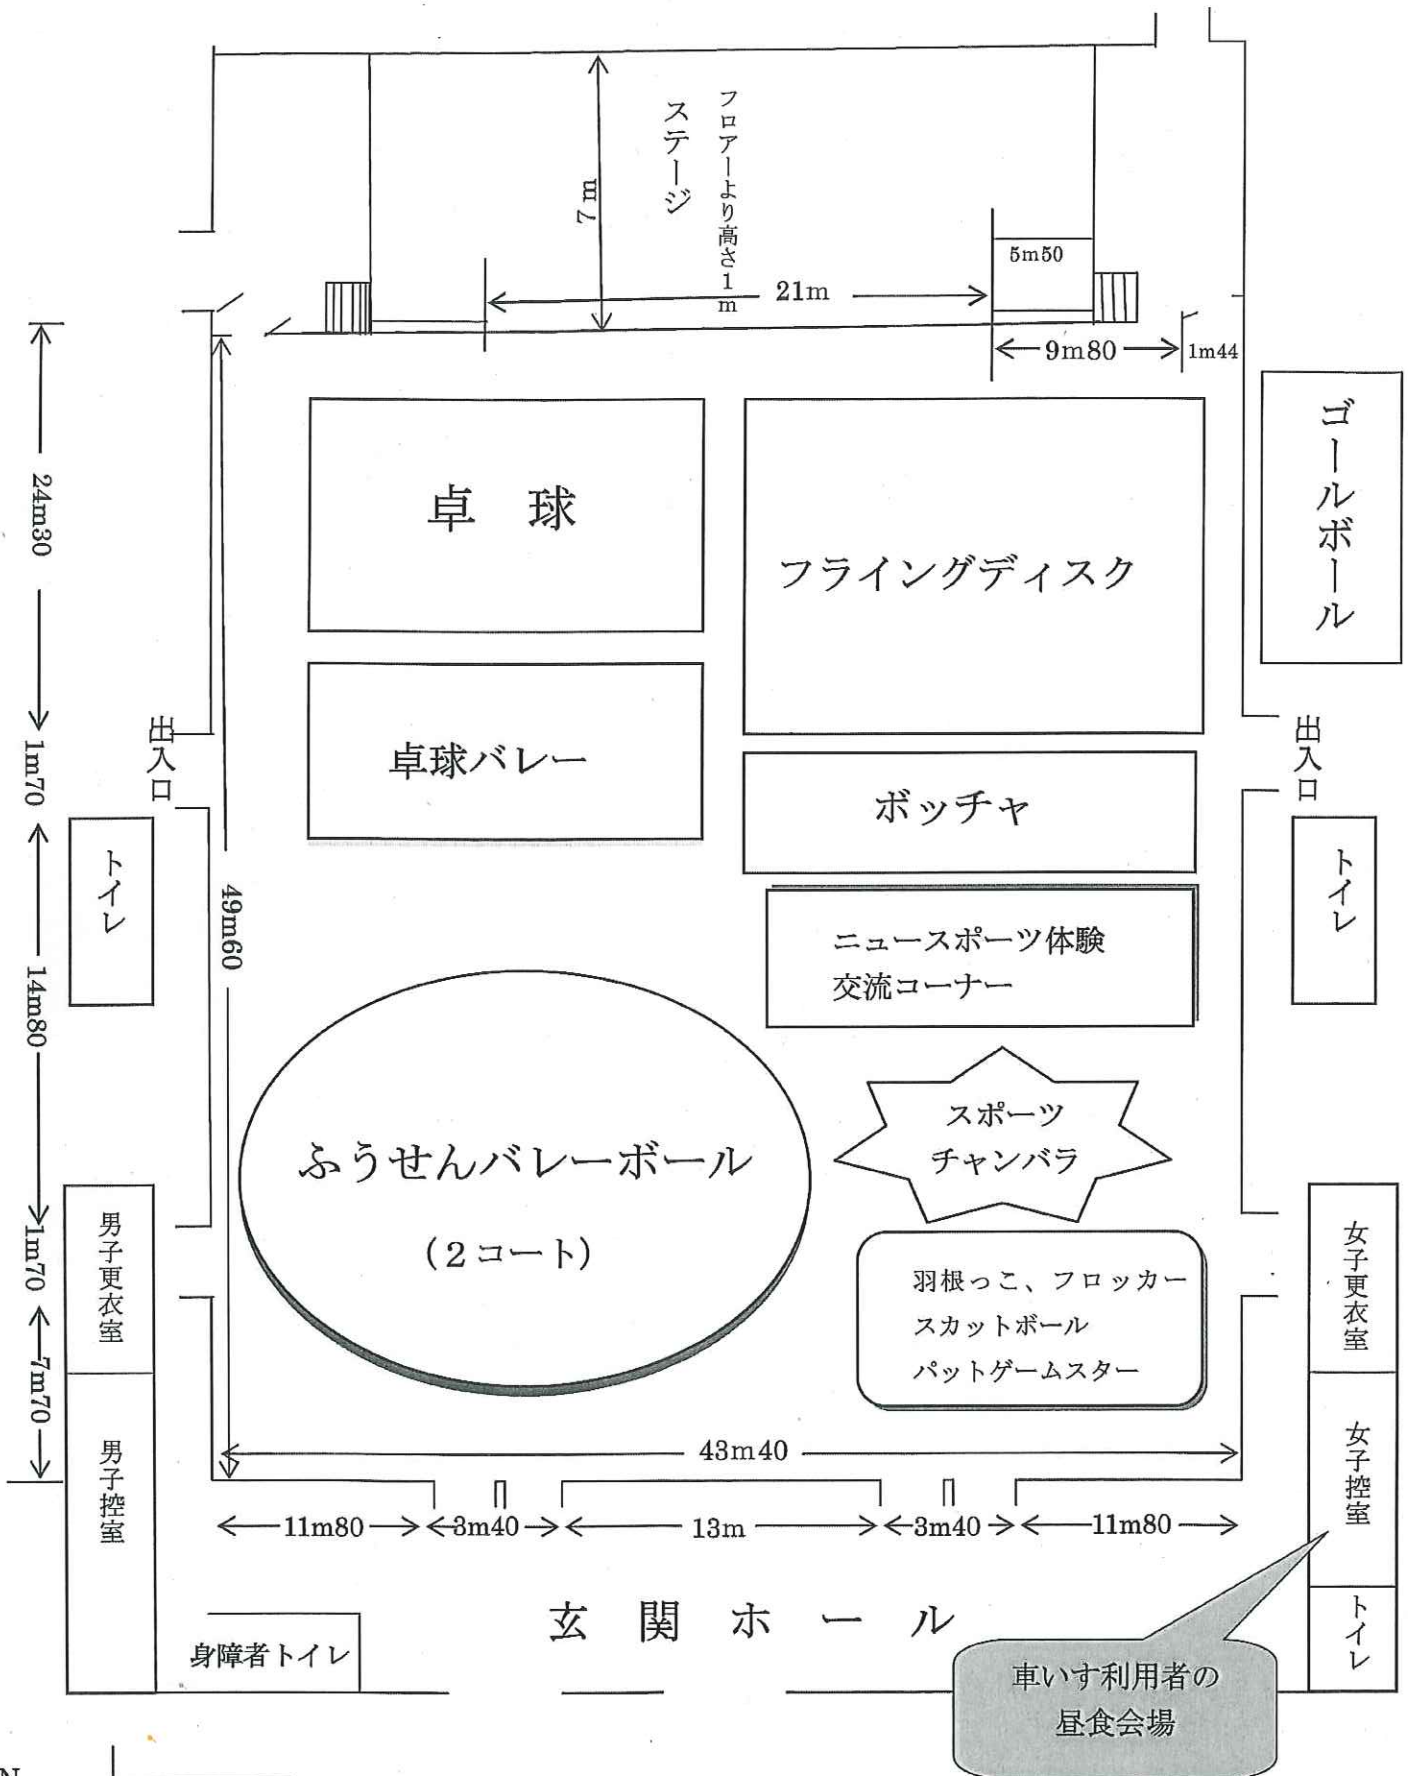 ステージ
フロアーより高さ1m
7m
21m
5m50
9m80
1m44
24m30
1m70
14m80
1m70
7m70
49m60
卓　球
フライングディスク
ゴールボール
卓球バレー
ボッチャ
出入口
出入口
トイレ
トイレ
ニュースポーツ体験
交流コーナー
スポーツ
チャンバラ
ふうせんバレーボール
（2コート）
羽根っこ、フロッカー
スカットボール
パットゲームスター
男子更衣室
男子控室
女子更衣室
女子控室
トイレ
43m40
11m80
3m40
13m
3m40
11m80
玄　関　ホ　ー　ル
身障者トイレ
車いす利用者の
昼食会場
N